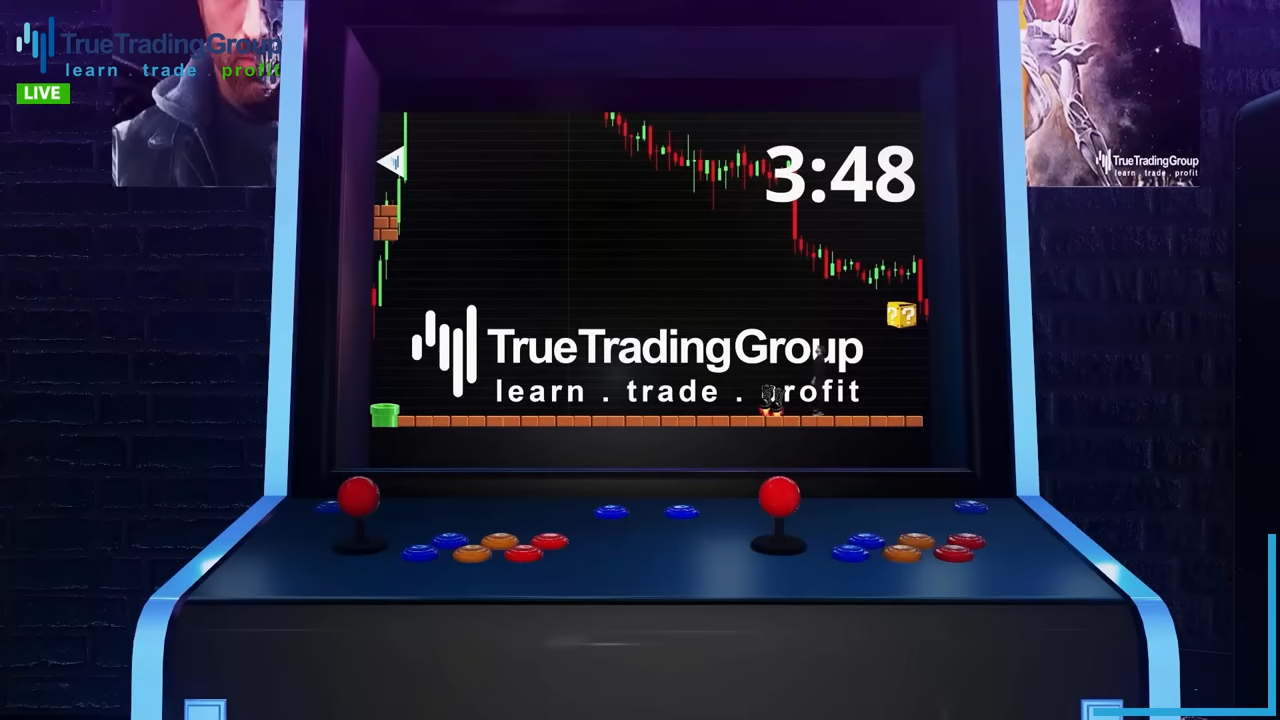 TrueTradingGroup
learn . trade . profit
LIVE
3:48
TrueTradingGroup
learn . trade . profit
? ?
TrueTradingGroup
learn . trade . profit